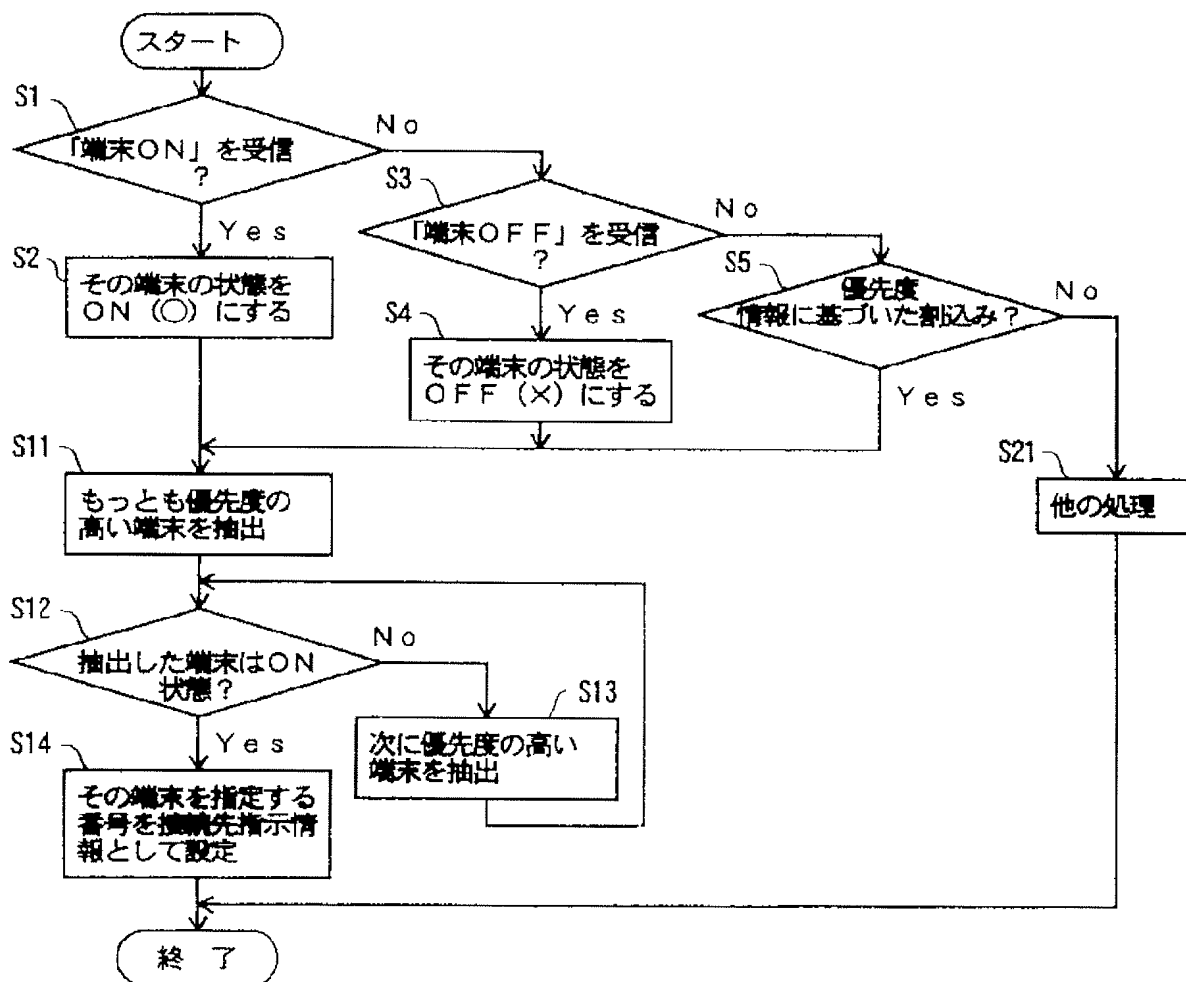 スタート
S1
「端末ON」を受信
?
No
Yes
S2
その端末の状態を
ON (○) にする
S3
「端末OFF」を受信
?
No
Yes
S4
その端末の状態を
OFF (×) にする
S5
優先度
情報に基づいた割込み?
No
Yes
S11
もっとも優先度の
高い端末を抽出
S21
他の処理
S12
抽出した端末はON
状態?
No
Yes
S13
次に優先度の高い
端末を抽出
S14
その端末を指定する
番号を接続先指示情
報として設定
終 了